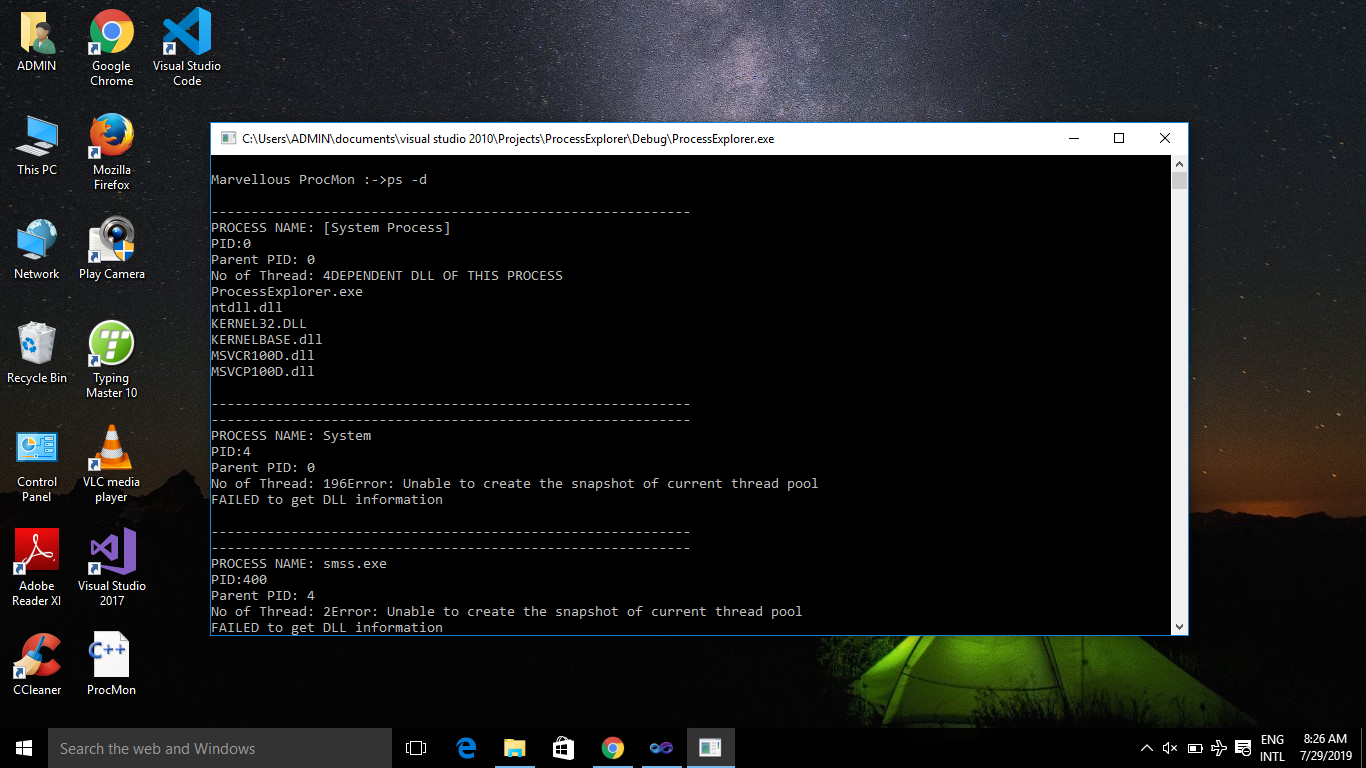 ADMIN
Google
Chrome
Visual Studio
Code
This PC
Mozilla
Firefox
Network
Play Camera
Recycle Bin
Typing
Master 10
Control
Panel
VLC media
player
Adobe
Reader XI
Visual Studio
2017
CCleaner
C++
ProcMon
C:\Users\ADMIN\documents\visual studio 2010\Projects\ProcessExplorer\Debug\ProcessExplorer.exe
Marvellous ProcMon :->ps -d
------------------------------------------------------------
PROCESS NAME: [System Process]
PID:0
Parent PID: 0
No of Thread: 4DEPENDENT DLL OF THIS PROCESS
ProcessExplorer.exe
ntdll.dll
KERNEL32.DLL
KERNELBASE.dll
MSVCR100D.dll
MSVCP100D.dll
------------------------------------------------------------
------------------------------------------------------------
PROCESS NAME: System
PID:4
Parent PID: 0
No of Thread: 196Error: Unable to create the snapshot of current thread pool
FAILED to get DLL information
------------------------------------------------------------
------------------------------------------------------------
PROCESS NAME: smss.exe
PID:400
Parent PID: 4
No of Thread: 2Error: Unable to create the snapshot of current thread pool
FAILED to get DLL information
Search the web and Windows
ENG
INTL
8:26 AM
7/29/2019